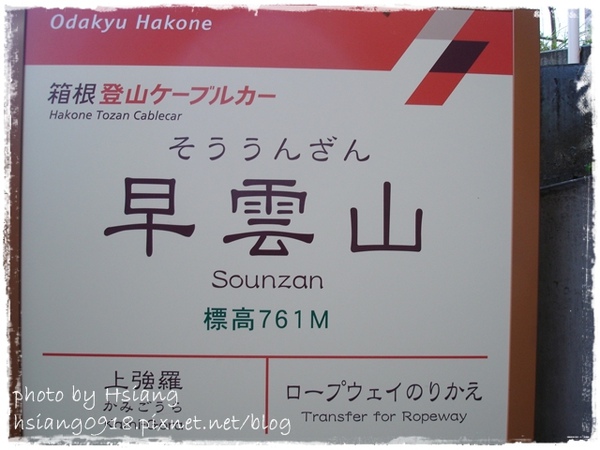 Odakyu Hakone
箱根登山ケーブルカー
Hakone Tozan Cablecar
そううんざん
早雲山
Sounzan
標高761M
上強羅
かみごうら
ロープウェイのりかえ
Transfer for Ropeway
photo by Hsiang
hsiang0918.pixnet.net/blog